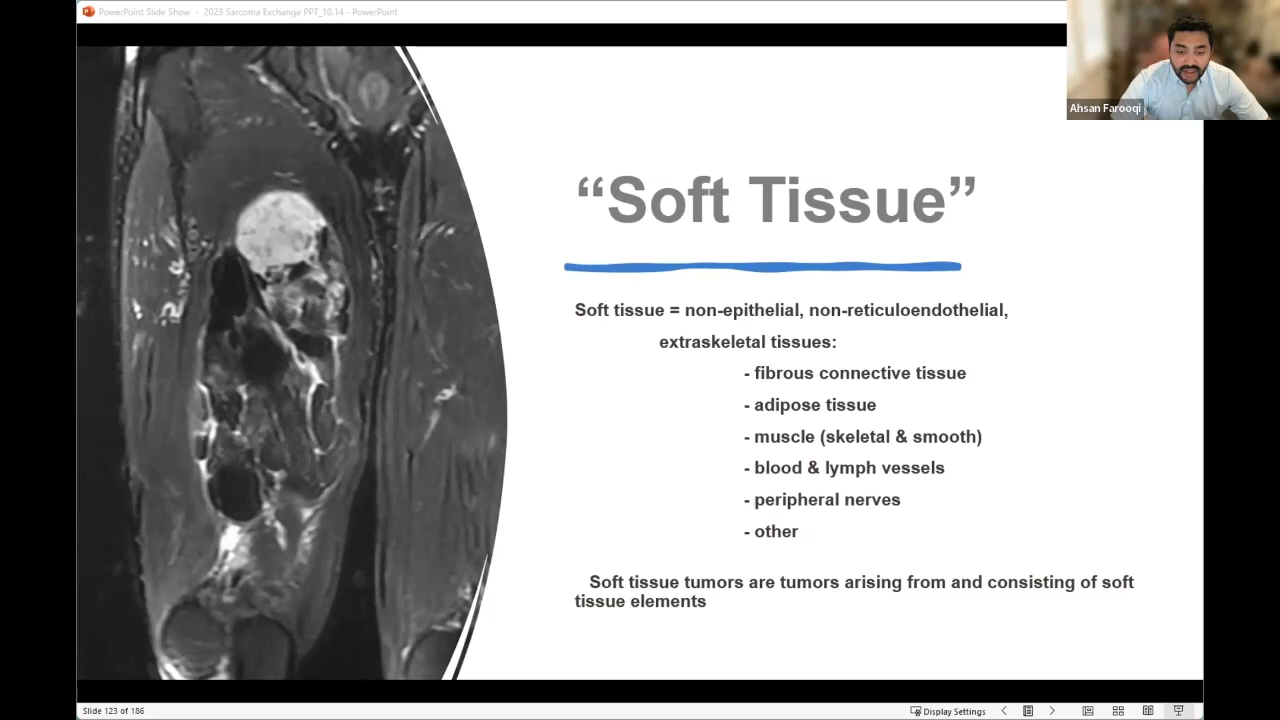 PowerPoint Slide Show - 2023 Sarcoma Exchange PPT_10.14 - PowerPoint
Ahsan Farooqi
“Soft Tissue”
Soft tissue = non-epithelial, non-reticuloendothelial,
extraskeletal tissues:
- fibrous connective tissue
- adipose tissue
- muscle (skeletal & smooth)
- blood & lymph vessels
- peripheral nerves
- other
Soft tissue tumors are tumors arising from and consisting of soft
tissue elements
Slide 123 of 186
Display Settings